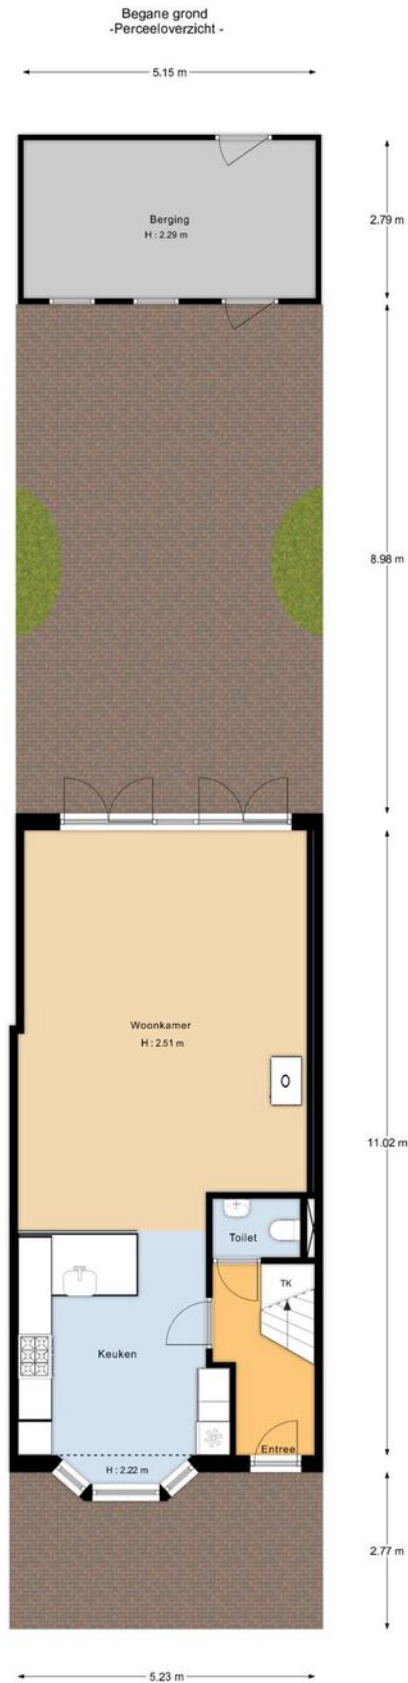 Begane grond
-Perceeloverzicht -
5.15 m
Berging
H : 2.29 m
2.79 m
8.98 m
Woonkamer
H : 2.51 m
11.02 m
Toilet
TK
Keuken
Entree
H : 2.22 m
2.77 m
5.23 m